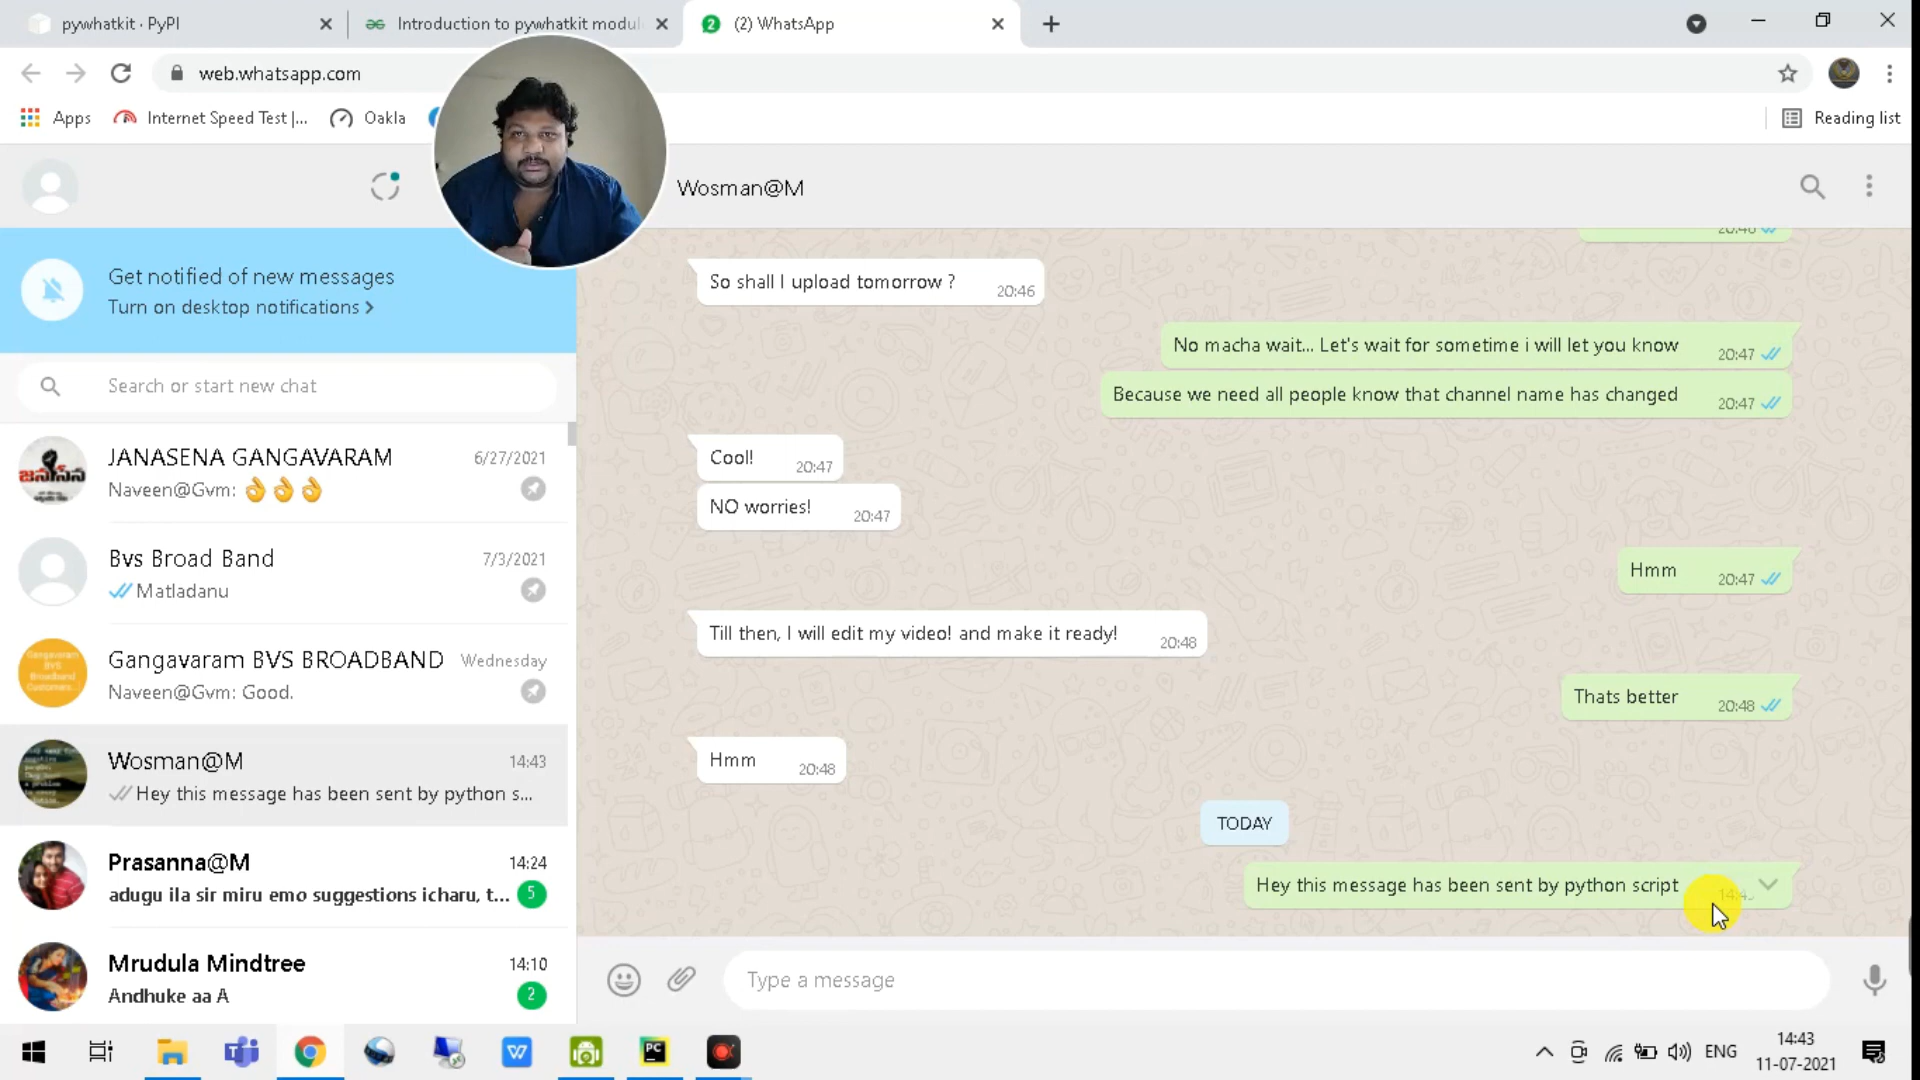 pywhatkit · PyPI
Introduction to pywhatkit modul
(2) WhatsApp
web.whatsapp.com
Apps
Internet Speed Test |...
Oakla
Reading list
Wosman@M
Get notified of new messages
Turn on desktop notifications >
Search or start new chat
JANASENA GANGAVARAM
6/27/2021
Naveen@Gvm: 👌👌👌
Bvs Broad Band
7/3/2021
Matladanu
Gangavaram BVS BROADBAND
Wednesday
Naveen@Gvm: Good.
Wosman@M
14:43
Hey this message has been sent by python s...
Prasanna@M
14:24
adugu ila sir miru emo suggestions icharu, t...
5
Mrudula Mindtree
14:10
Andhuke aa A
2
So shall I upload tomorrow ?
20:46
No macha wait... Let's wait for sometime i will let you know
20:47
Because we need all people know that channel name has changed
20:47
Cool!
20:47
NO worries!
20:47
Hmm
20:47
Till then, I will edit my video! and make it ready!
20:48
Thats better
20:48
Hmm
20:48
TODAY
Hey this message has been sent by python script
Type a message
ENG
14:43
11-07-2021